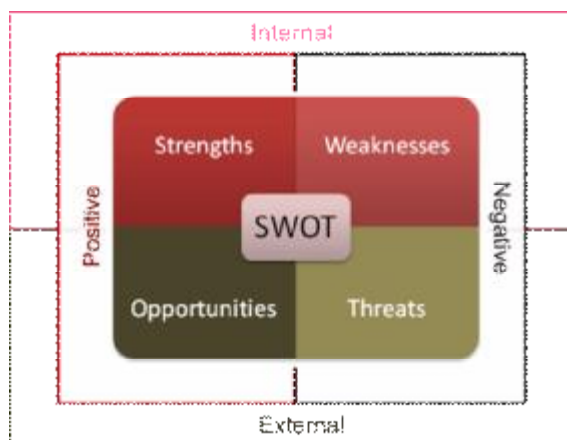 Internal
Strengths
Weaknesses
Positive
SWOT
Negative
Opportunities
Threats
External